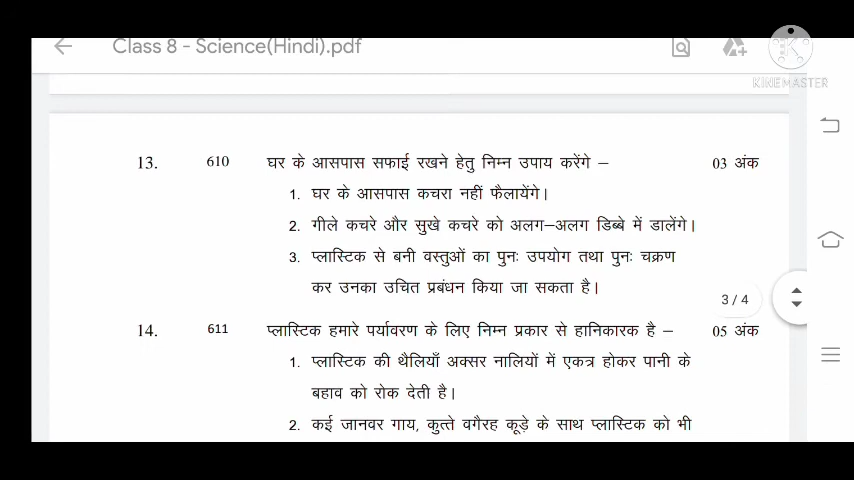 Class 8 - Science(Hindi).pdf
KINEMASTER
13. 610 घर के आसपास सफाई रखने हेतु निम्न उपाय करेंगे – 03 अंक
1. घर के आसपास कचरा नहीं फैलायेंगे।
2. गीले कचरे और सुखे कचरे को अलग–अलग डिब्बे में डालेंगे।
3. प्लास्टिक से बनी वस्तुओं का पुनः उपयोग तथा पुनः चक्रण
कर उनका उचित प्रबंधन किया जा सकता है।
3 / 4
14. 611 प्लास्टिक हमारे पर्यावरण के लिए निम्न प्रकार से हानिकारक है – 05 अंक
1. प्लास्टिक की थैलियाँ अक्सर नालियों में एकत्र होकर पानी के
बहाव को रोक देती है।
2. कई जानवर गाय, कुत्ते वगैरह कूड़े के साथ प्लास्टिक को भी